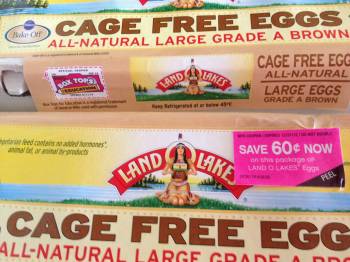 Bake-Off
CAGE FREE EGGS
ALL-NATURAL LARGE GRADE A BROWN
BOX TOPS
EDUCATION
LAND O LAKES
Keep Refrigerated at or below 45°F
CAGE FREE EGGS
ALL-NATURAL
LARGE EGGS
GRADE A BROWN
vegetarian feed contains no added hormones*,
animal fat, or animal by-products
LAND O LAKES
SAVE 60¢ NOW
on this package of
LAND O LAKES® Eggs
PEEL
CAGE FREE EGGS
ALL-NATURAL LARGE GRADE A BROWN